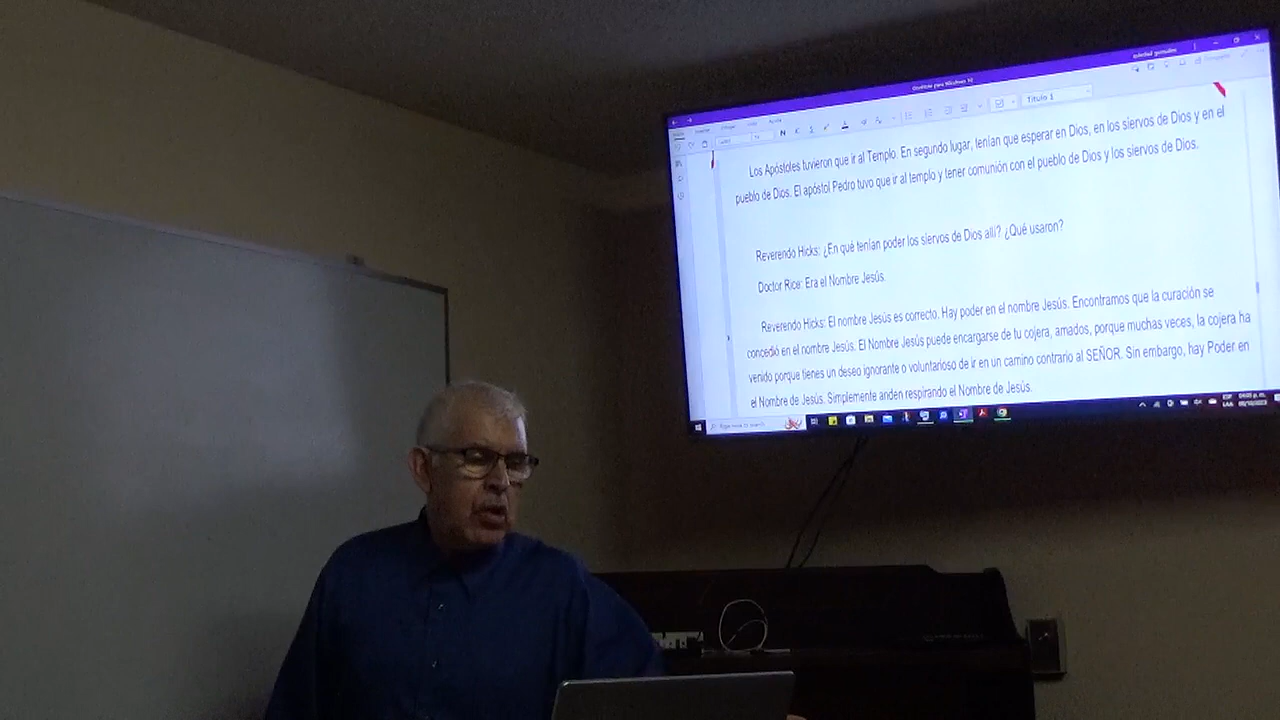 OneNote para Windows 10
Título 1
Los Apóstoles tuvieron que ir al Templo. En segundo lugar, tenían que esperar en Dios, en los siervos de Dios y en el
pueblo de Dios. El apóstol Pedro tuvo que ir al templo y tener comunión con el pueblo de Dios y los siervos de Dios.
Reverendo Hicks: ¿En qué tenían poder los siervos de Dios allí? ¿Qué usaron?
Doctor Rice: Era el Nombre Jesús.
Reverendo Hicks: El nombre Jesús es correcto. Hay poder en el nombre Jesús. Encontramos que la curación se
concedió en el nombre Jesús. El Nombre Jesús puede encargarse de tu cojera, amados, porque muchas veces, la cojera ha
venido porque tienes un deseo ignorante o voluntarioso de ir en un camino contrario al SEÑOR. Sin embargo, hay Poder en
el Nombre de Jesús. Simplemente anden respirando el Nombre de Jesús.